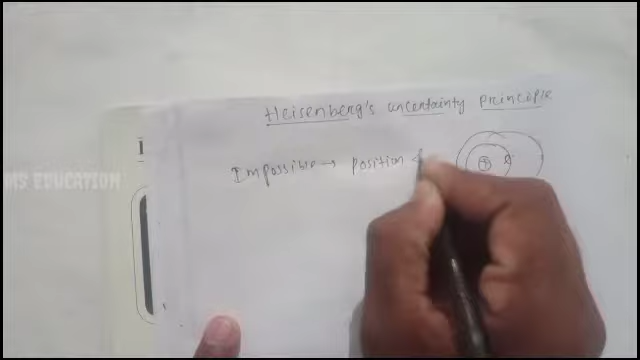 Heisenberg's uncertainty principle
Impossible → position
MS EDUCATION